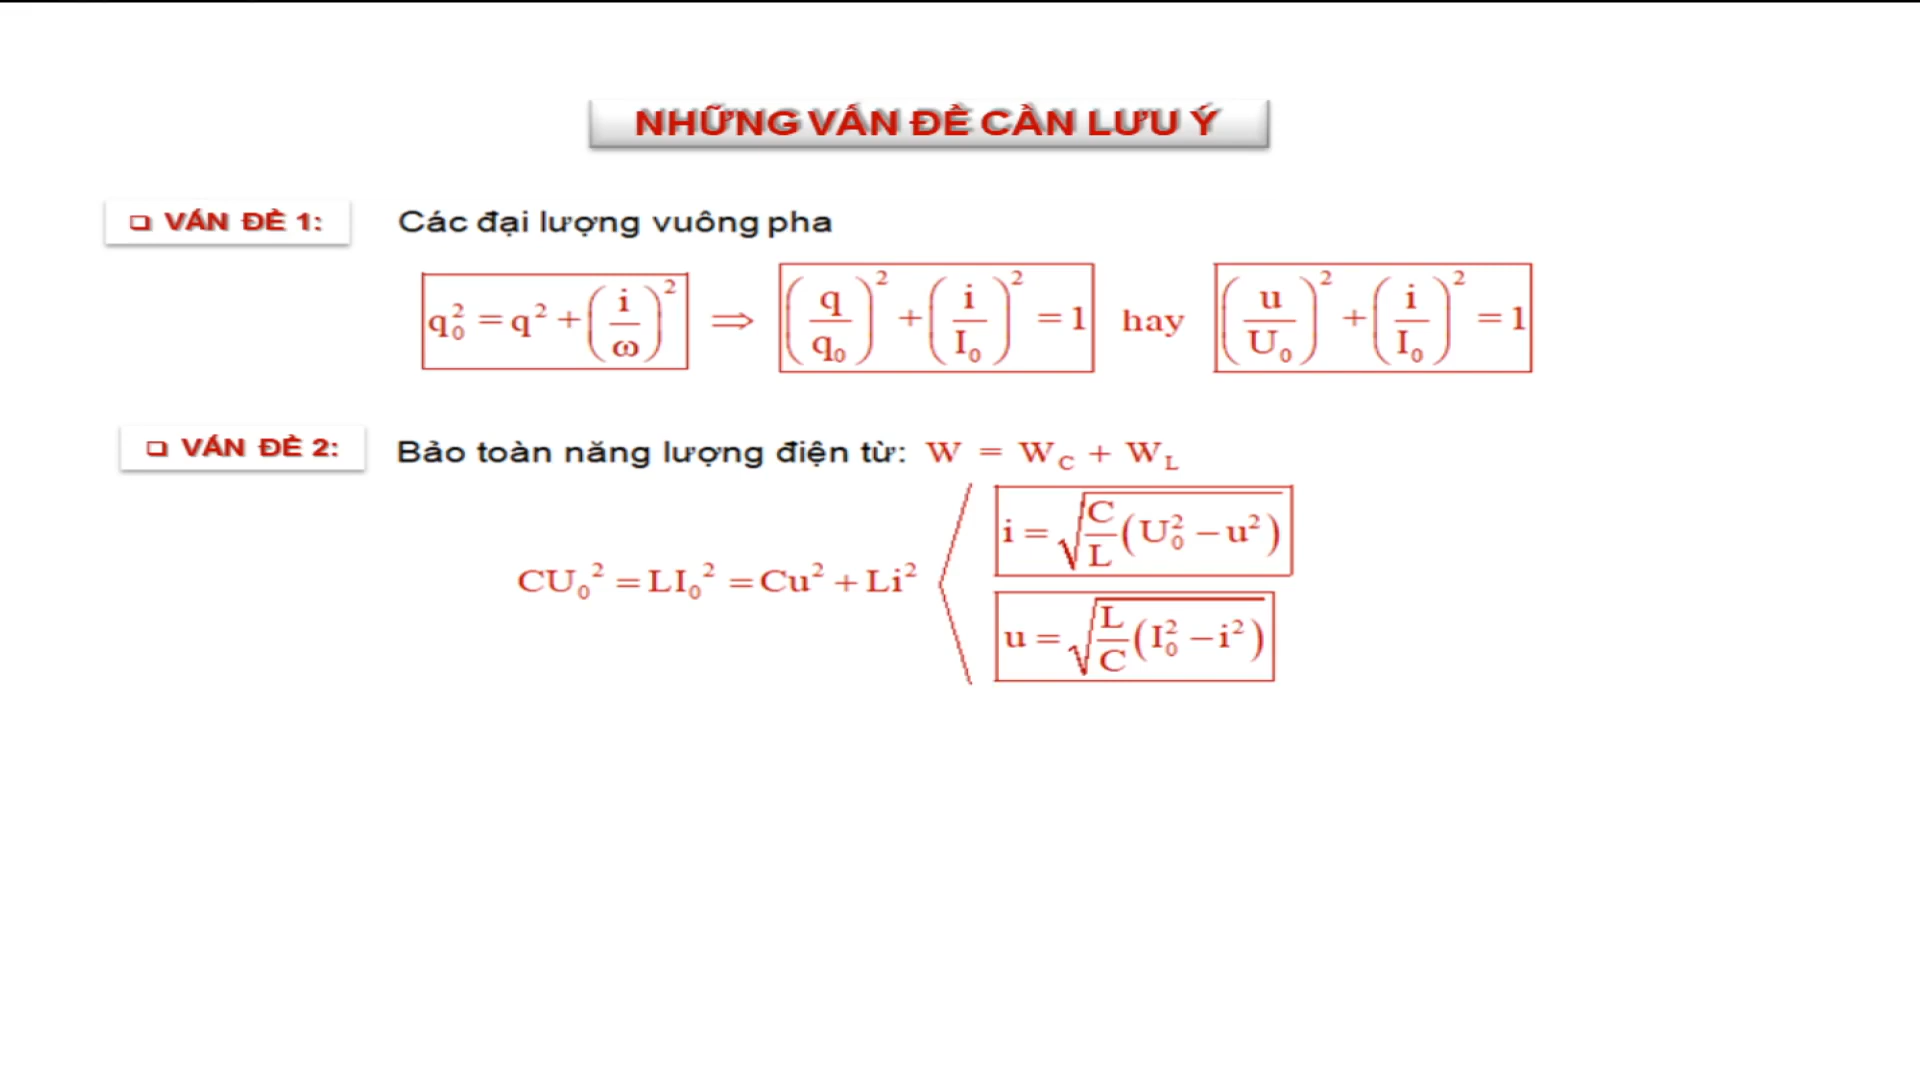 NHỮNG VẤN ĐỀ CẦN LƯU Ý
❑ VẤN ĐỀ 1: Các đại lượng vuông pha
q₀² = q² + (i/ω)² ⇒ (q/q₀)² + (i/I₀)² = 1 hay (u/U₀)² + (i/I₀)² = 1
❑ VẤN ĐỀ 2: Bảo toàn năng lượng điện từ: W = W_C + W_L
i = √(C/L (U₀² − u²))
CU₀² = LI₀² = Cu² + Li²
u = √(L/C (I₀² − i²))